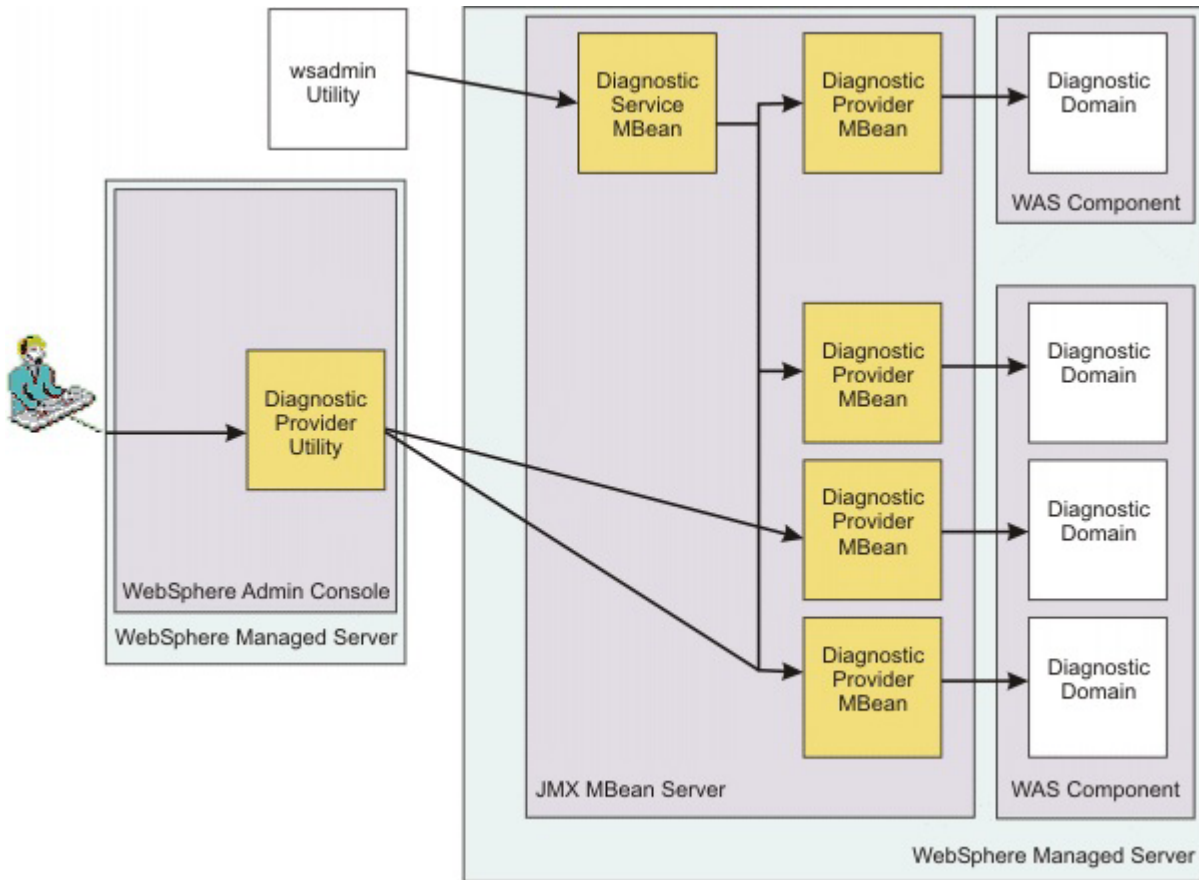 wsadmin
Utility
Diagnostic
Service
MBean
Diagnostic
Provider
MBean
Diagnostic
Domain
WAS Component
Diagnostic
Provider
Utility
WebSphere Admin Console
WebSphere Managed Server
Diagnostic
Provider
MBean
Diagnostic
Domain
Diagnostic
Provider
MBean
Diagnostic
Domain
Diagnostic
Provider
MBean
Diagnostic
Domain
JMX MBean Server
WAS Component
WebSphere Managed Server